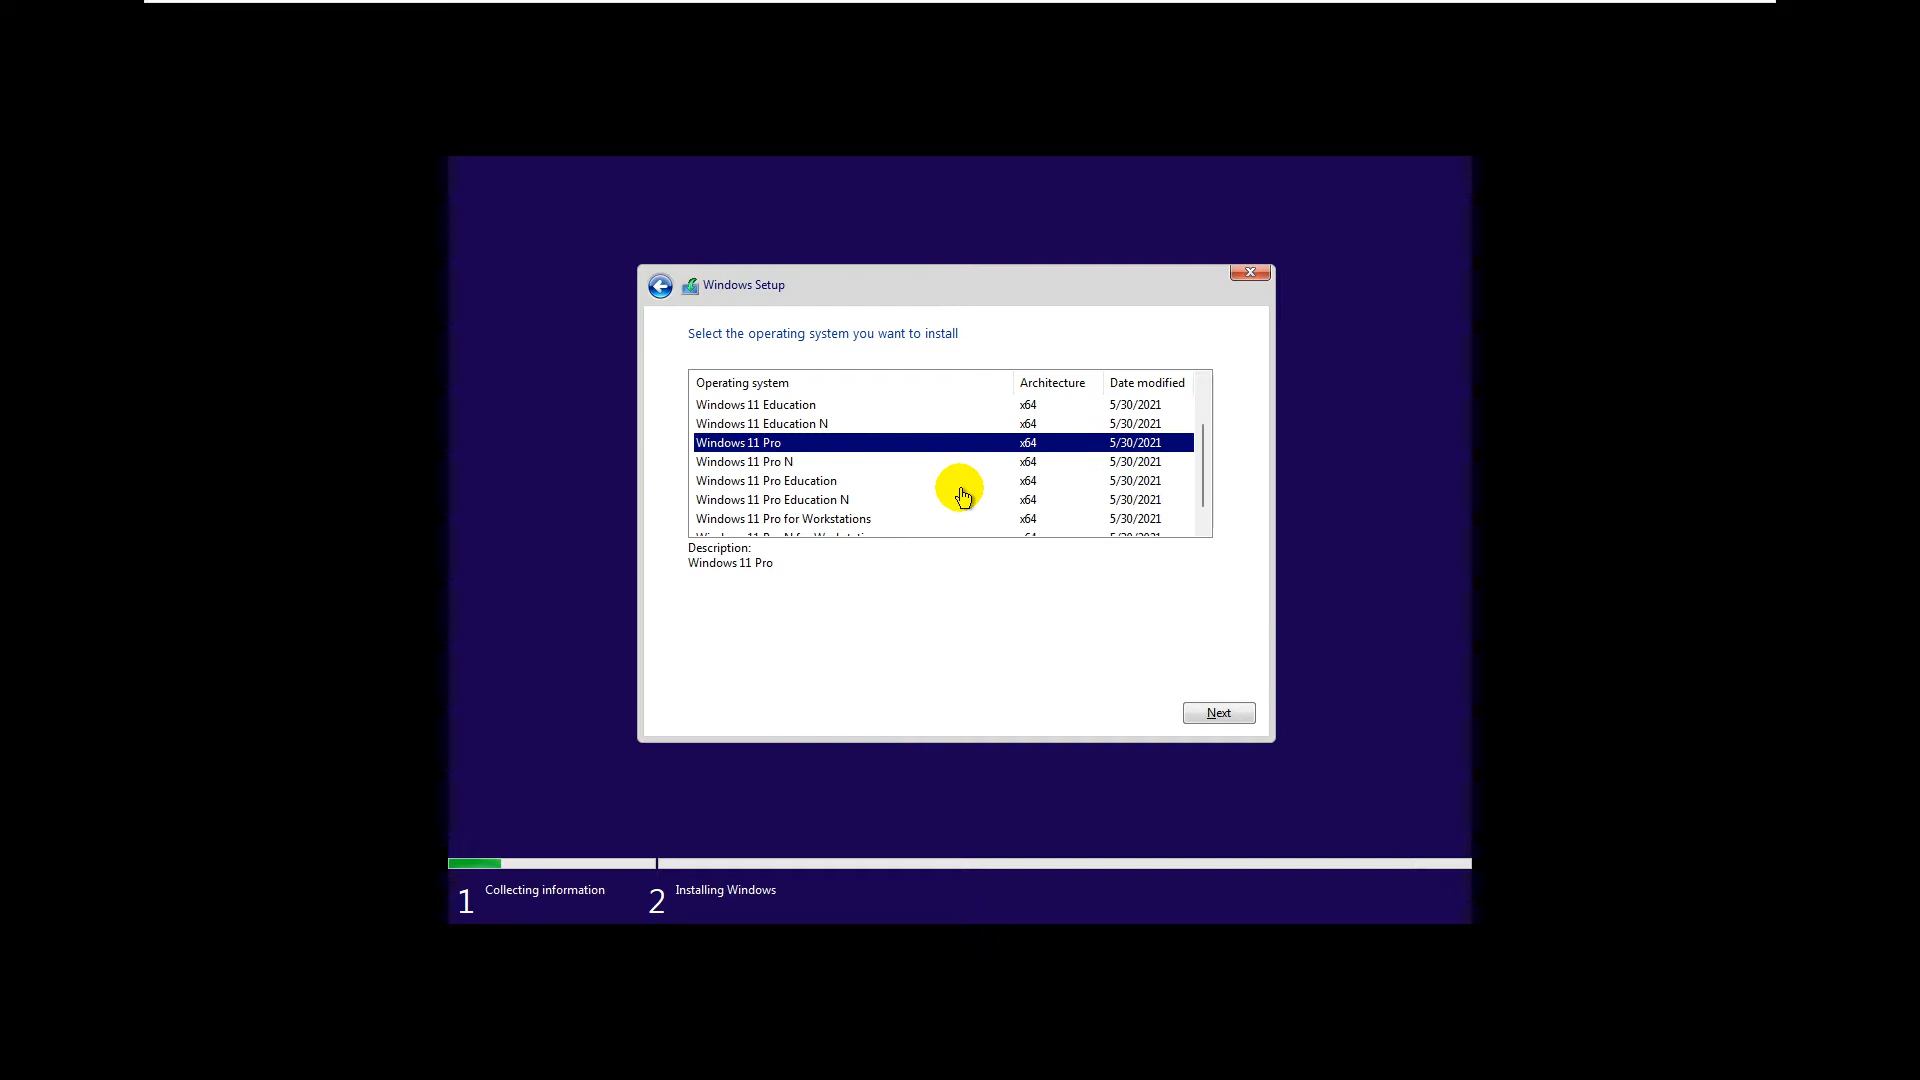 Windows Setup
Select the operating system you want to install
Operating system Architecture Date modified
Windows 11 Education x64 5/30/2021
Windows 11 Education N x64 5/30/2021
Windows 11 Pro x64 5/30/2021
Windows 11 Pro N x64 5/30/2021
Windows 11 Pro Education x64 5/30/2021
Windows 11 Pro Education N x64 5/30/2021
Windows 11 Pro for Workstations x64 5/30/2021
Description:
Windows 11 Pro
Next
1 Collecting information 2 Installing Windows